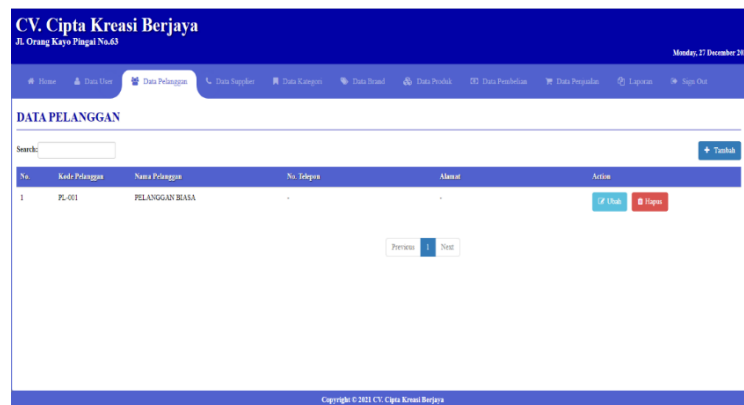 CV. Cipta Kreasi Berjaya
Jl. Orang Kayo Pingai No.63
Monday, 27 December 20
Home Data User Data Pelanggan Data Supplier Data Kategori Data Brand Data Produk Data Pembelian Data Penjualan Laporan Sign Out
DATA PELANGGAN
Search:
Tambah
No. Kode Pelanggan Nama Pelanggan No. Telepon Alamat Action
1 PL-001 PELANGGAN BIASA - - Ubah Hapus
Previous 1 Next
Copyright © 2021 CV. Cipta Kreasi Berjaya